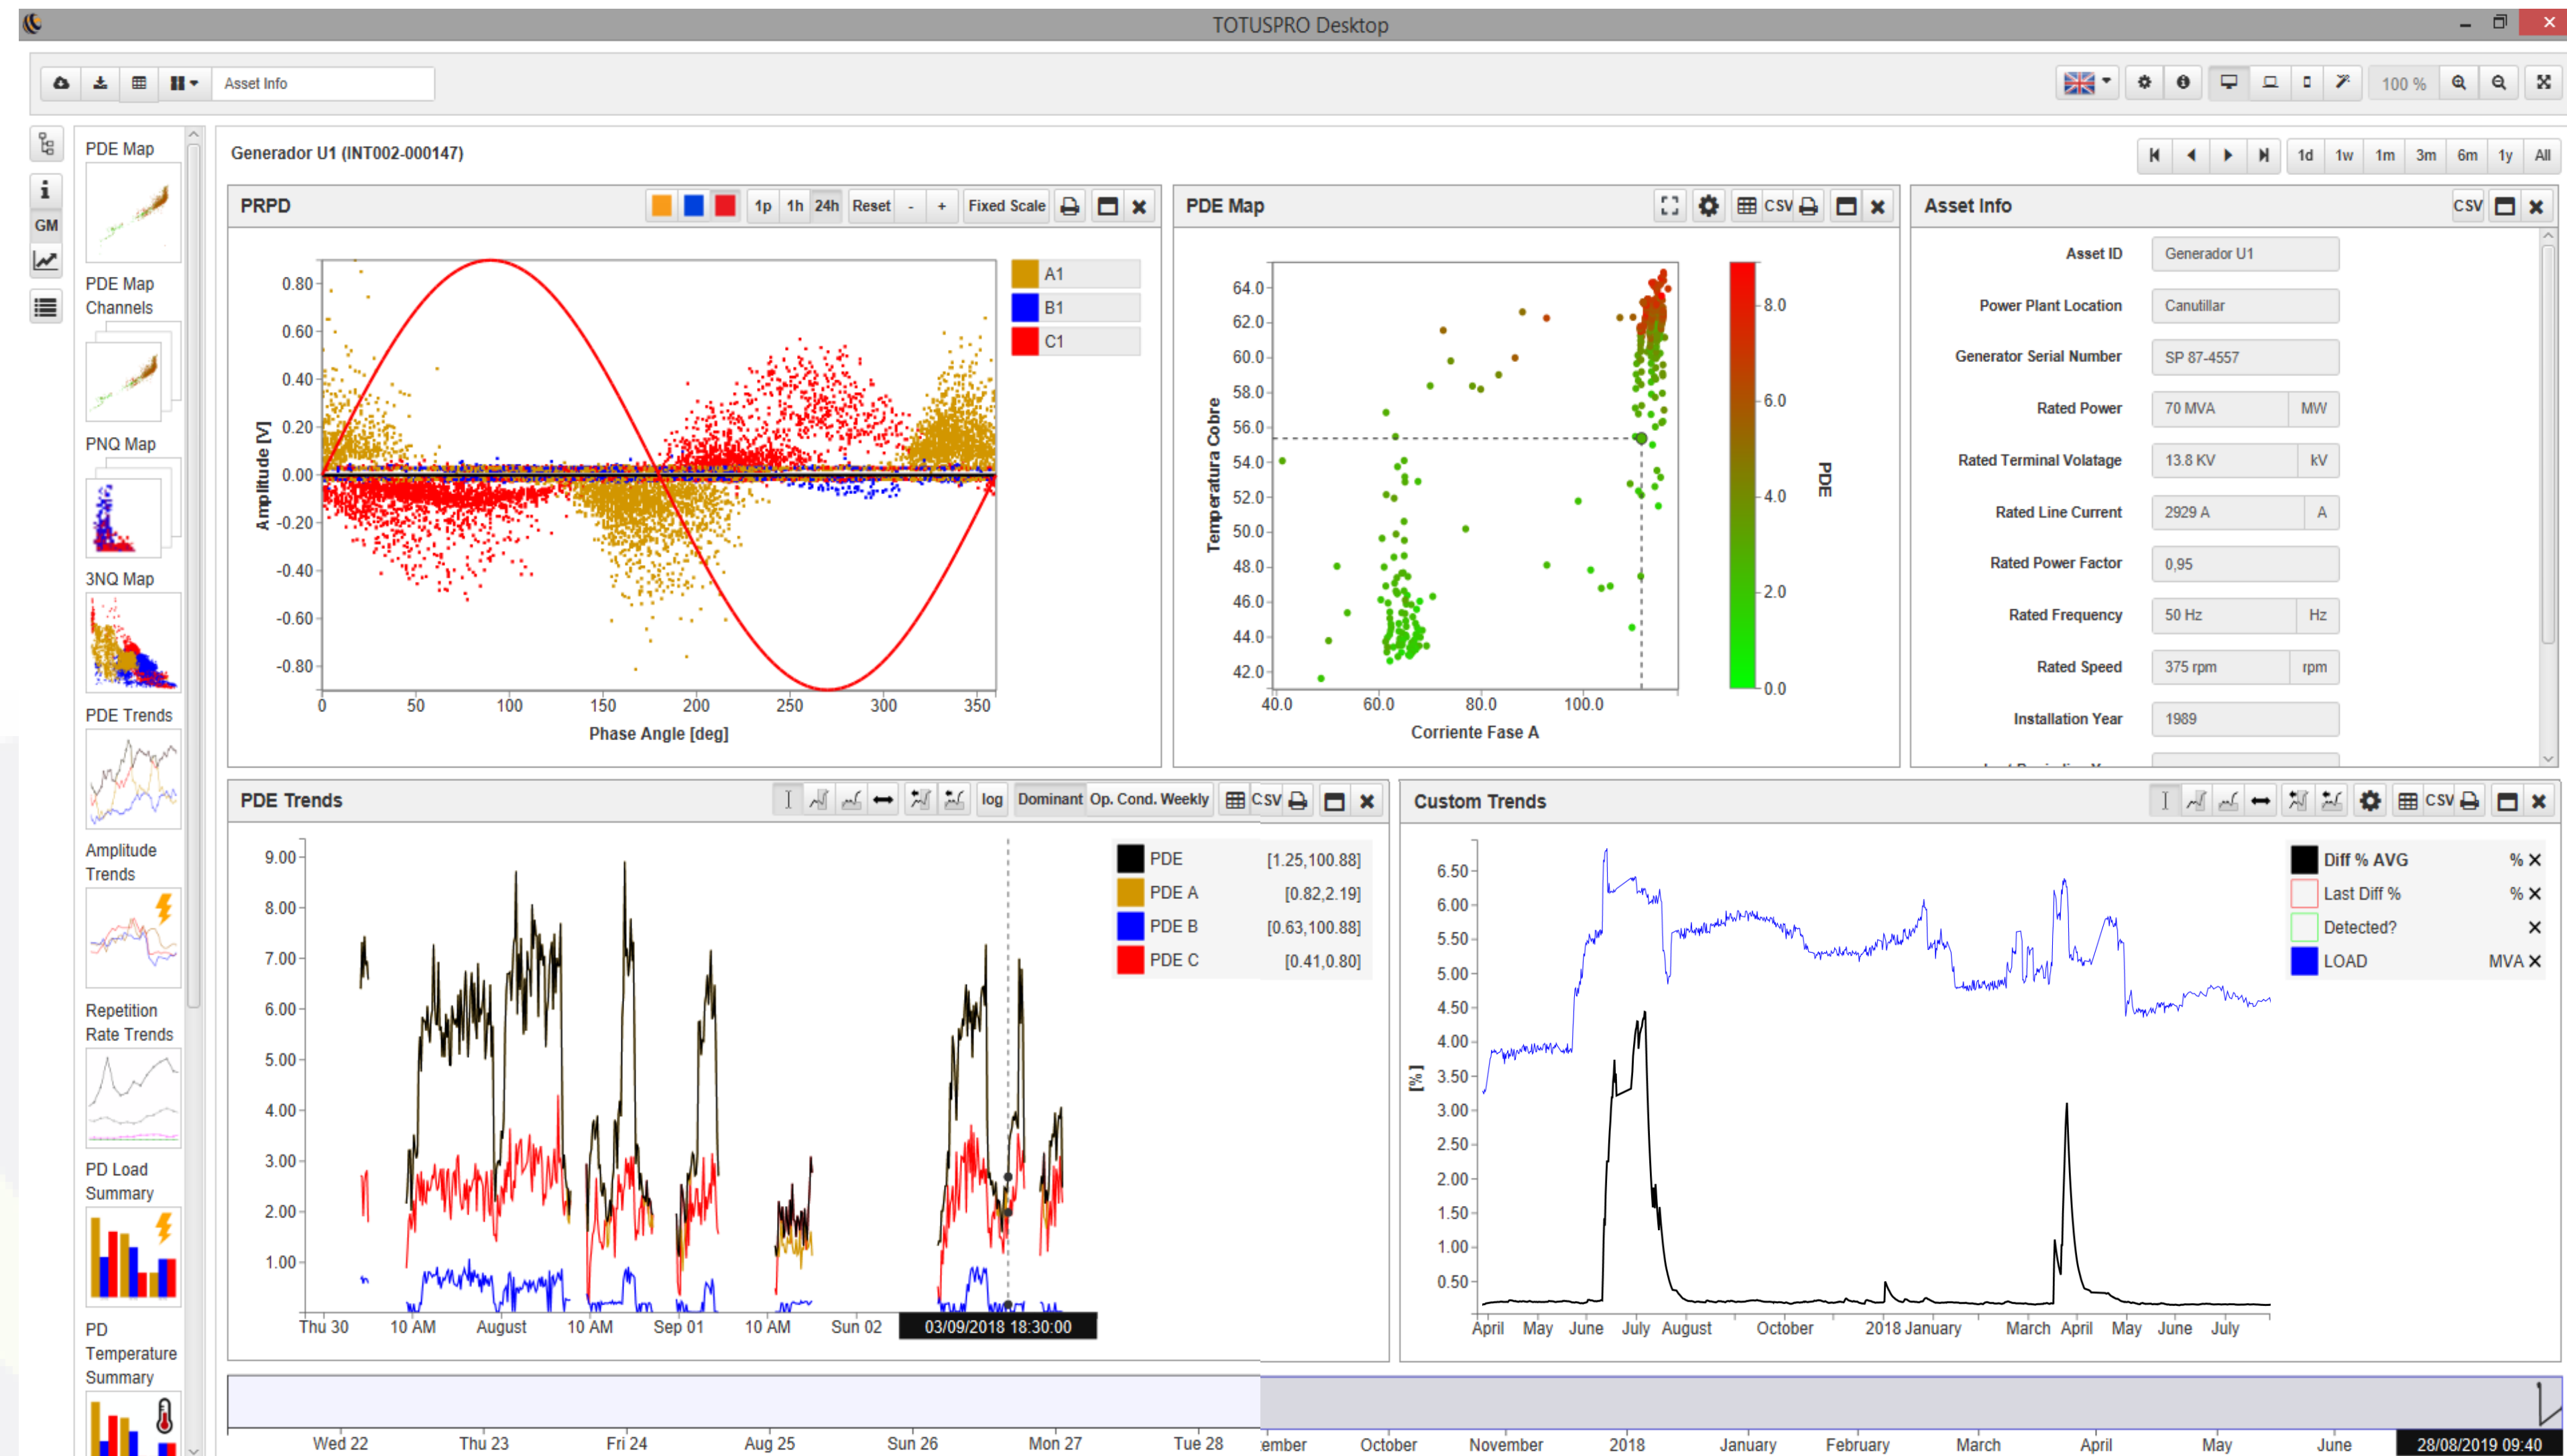 TOTUSPRO Desktop
Asset Info
100 %
PDE Map
PDE Map
Channels
PNQ Map
3NQ Map
PDE Trends
Amplitude
Trends
Repetition
Rate Trends
PD Load
Summary
PD
Temperature
Summary
GM
Generador U1 (INT002-000147)
1d 1w 1m 3m 6m 1y All
PRPD
1p 1h 24h Reset - + Fixed Scale
0.80
0.60
0.40
0.20
0.00
-0.20
-0.40
-0.60
-0.80
Amplitude [V]
0 50 100 150 200 250 300 350
Phase Angle [deg]
A1
B1
C1
PDE Map
CSV
64.0
62.0
60.0
58.0
56.0
54.0
52.0
50.0
48.0
46.0
44.0
42.0
Temperatura Cobre
40.0 60.0 80.0 100.0
Corriente Fase A
8.0
6.0
4.0
2.0
0.0
PDE
Asset Info
CSV
Asset ID Generador U1
Power Plant Location Canutillar
Generator Serial Number SP 87-4557
Rated Power 70 MVA MW
Rated Terminal Volatage 13.8 KV kV
Rated Line Current 2929 A A
Rated Power Factor 0,95
Rated Frequency 50 Hz Hz
Rated Speed 375 rpm rpm
Installation Year 1989
PDE Trends
log Dominant Op. Cond. Weekly CSV
9.00
8.00
7.00
6.00
5.00
4.00
3.00
2.00
1.00
PDE [1.25,100.88]
PDE A [0.82,2.19]
PDE B [0.63,100.88]
PDE C [0.41,0.80]
Thu 30 10 AM August 10 AM Sep 01 10 AM Sun 02 03/09/2018 18:30:00
Custom Trends
CSV
6.50
6.00
5.50
5.00
4.50
4.00
3.50
3.00
2.50
2.00
1.50
1.00
0.50
[%]
Diff % AVG %
Last Diff % %
Detected?
LOAD MVA
April May June July August October 2018 January March April May June July
Wed 22 Thu 23 Fri 24 Aug 25 Sun 26 Mon 27 Tue 28 ember October November 2018 January February March April May June 28/08/2019 09:40